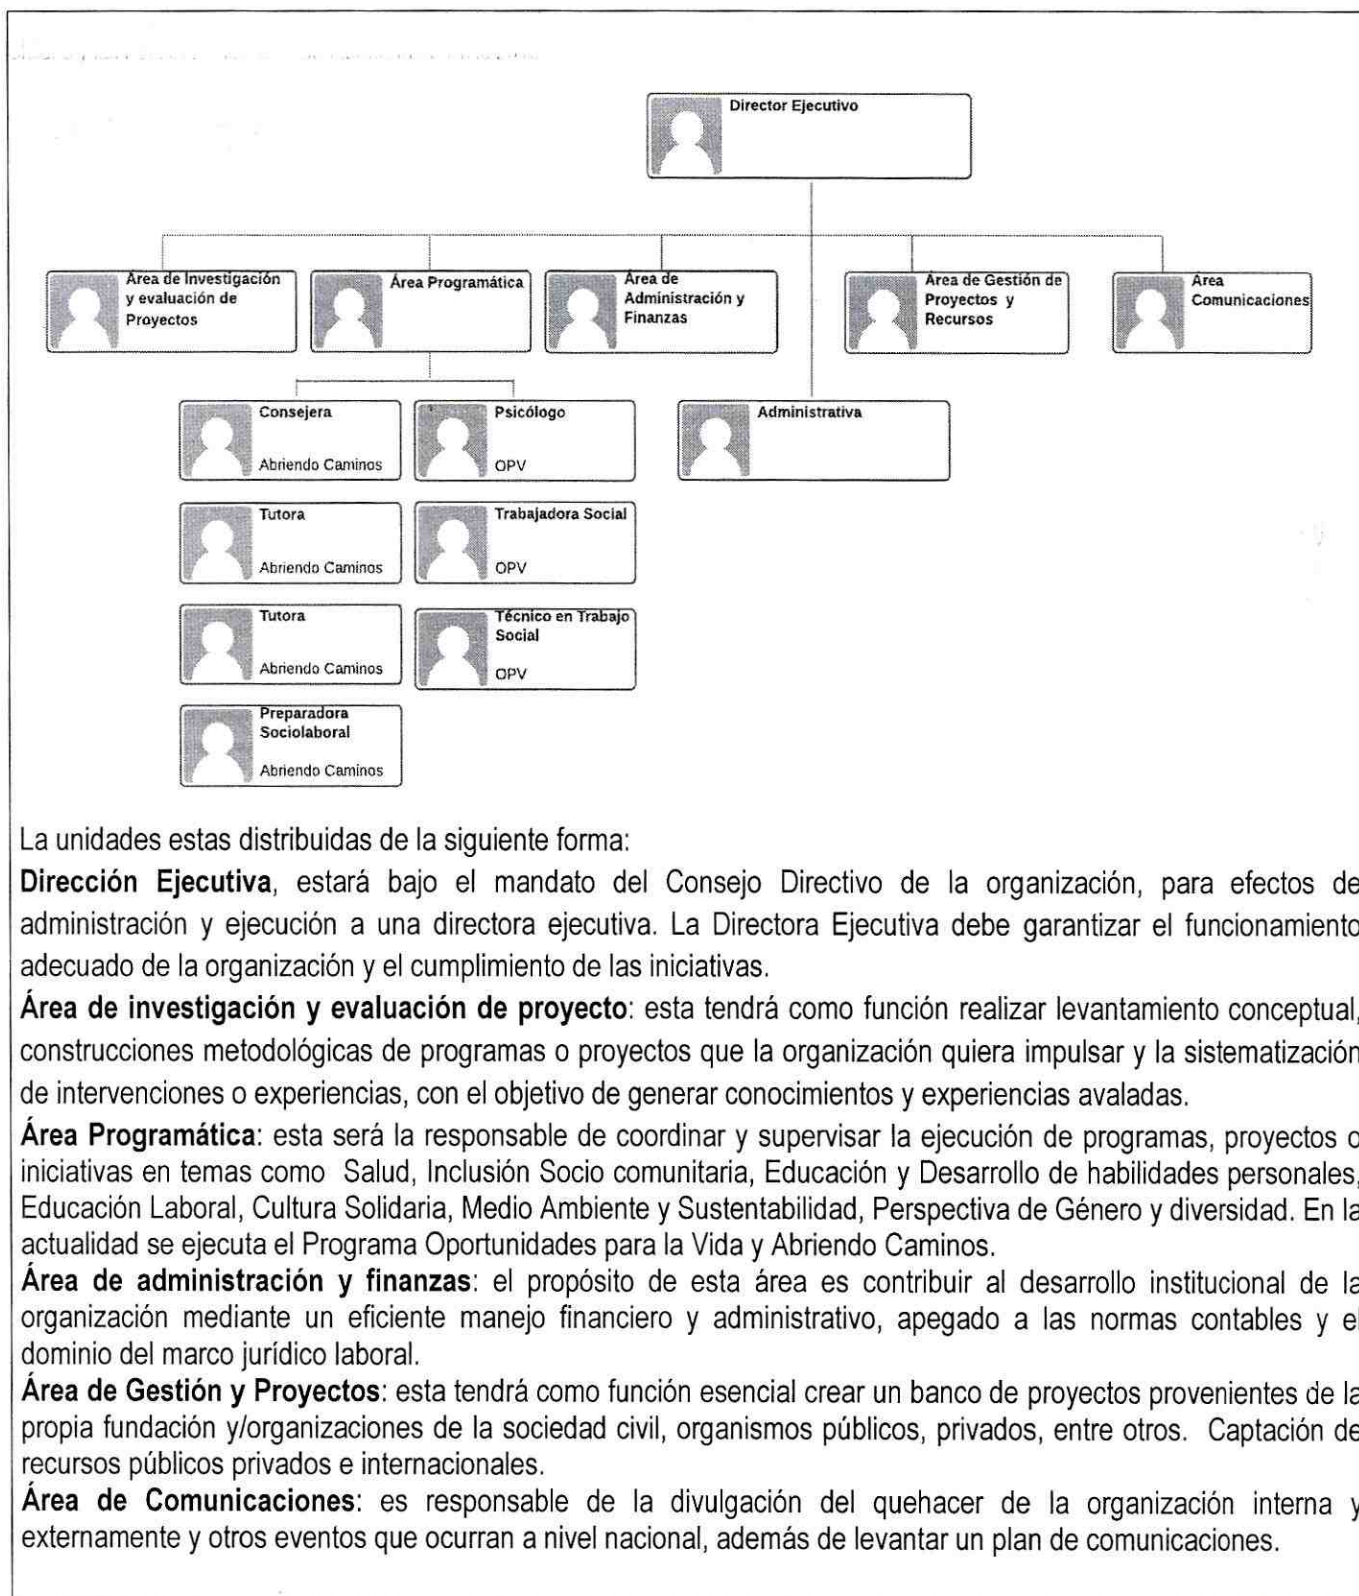 Director Ejecutivo
Área de Investigación
y evaluación de
Proyectos
Área Programática
Área de
Administración y
Finanzas
Área de Gestión de
Proyectos y
Recursos
Área
Comunicaciones
Consejera
Abriendo Caminos
Psicólogo
OPV
Administrativa
Tutora
Abriendo Caminos
Trabajadora Social
OPV
Tutora
Abriendo Caminos
Técnico en Trabajo
Social
OPV
Preparadora
Sociolaboral
Abriendo Caminos
La unidades estas distribuidas de la siguiente forma:
Dirección Ejecutiva, estará bajo el mandato del Consejo Directivo de la organización, para efectos de
administración y ejecución a una directora ejecutiva. La Directora Ejecutiva debe garantizar el funcionamiento
adecuado de la organización y el cumplimiento de las iniciativas.
Área de investigación y evaluación de proyecto: esta tendrá como función realizar levantamiento conceptual,
construcciones metodológicas de programas o proyectos que la organización quiera impulsar y la sistematización
de intervenciones o experiencias, con el objetivo de generar conocimientos y experiencias avaladas.
Área Programática: esta será la responsable de coordinar y supervisar la ejecución de programas, proyectos o
iniciativas en temas como Salud, Inclusión Socio comunitaria, Educación y Desarrollo de habilidades personales,
Educación Laboral, Cultura Solidaria, Medio Ambiente y Sustentabilidad, Perspectiva de Género y diversidad. En la
actualidad se ejecuta el Programa Oportunidades para la Vida y Abriendo Caminos.
Área de administración y finanzas: el propósito de esta área es contribuir al desarrollo institucional de la
organización mediante un eficiente manejo financiero y administrativo, apegado a las normas contables y el
dominio del marco jurídico laboral.
Área de Gestión y Proyectos: esta tendrá como función esencial crear un banco de proyectos provenientes de la
propia fundación y/organizaciones de la sociedad civil, organismos públicos, privados, entre otros. Captación de
recursos públicos privados e internacionales.
Área de Comunicaciones: es responsable de la divulgación del quehacer de la organización interna y
externamente y otros eventos que ocurran a nivel nacional, además de levantar un plan de comunicaciones.